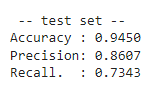 -- test set --
Accuracy : 0.9450
Precision: 0.8607
Recall.  : 0.7343